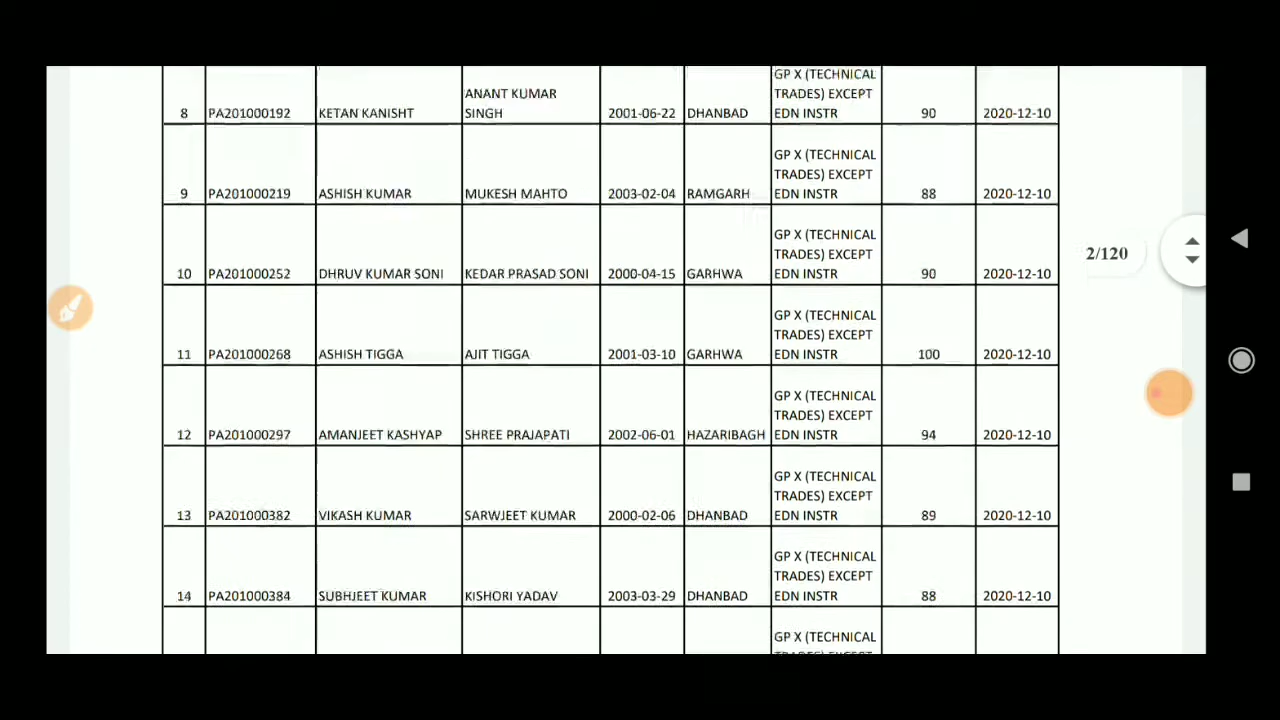 GP X (TECHNICAL
ANANT KUMAR TRADES) EXCEPT
8 PA201000192 KETAN KANISHT SINGH 2001-06-22 DHANBAD EDN INSTR 90 2020-12-10
GP X (TECHNICAL
TRADES) EXCEPT
9 PA201000219 ASHISH KUMAR MUKESH MAHTO 2003-02-04 RAMGARH EDN INSTR 88 2020-12-10
GP X (TECHNICAL
2/120
TRADES) EXCEPT
10 PA201000252 DHRUV KUMAR SONI KEDAR PRASAD SONI 2000-04-15 GARHWA EDN INSTR 90 2020-12-10
GP X (TECHNICAL
TRADES) EXCEPT
11 PA201000268 ASHISH TIGGA AJIT TIGGA 2001-03-10 GARHWA EDN INSTR 100 2020-12-10
GP X (TECHNICAL
TRADES) EXCEPT
12 PA201000297 AMANJEET KASHYAP SHREE PRAJAPATI 2002-06-01 HAZARIBAGH EDN INSTR 94 2020-12-10
GP X (TECHNICAL
TRADES) EXCEPT
13 PA201000382 VIKASH KUMAR SARWJEET KUMAR 2000-02-06 DHANBAD EDN INSTR 89 2020-12-10
GP X (TECHNICAL
TRADES) EXCEPT
14 PA201000384 SUBHJEET KUMAR KISHORI YADAV 2003-03-29 DHANBAD EDN INSTR 88 2020-12-10
GP X (TECHNICAL